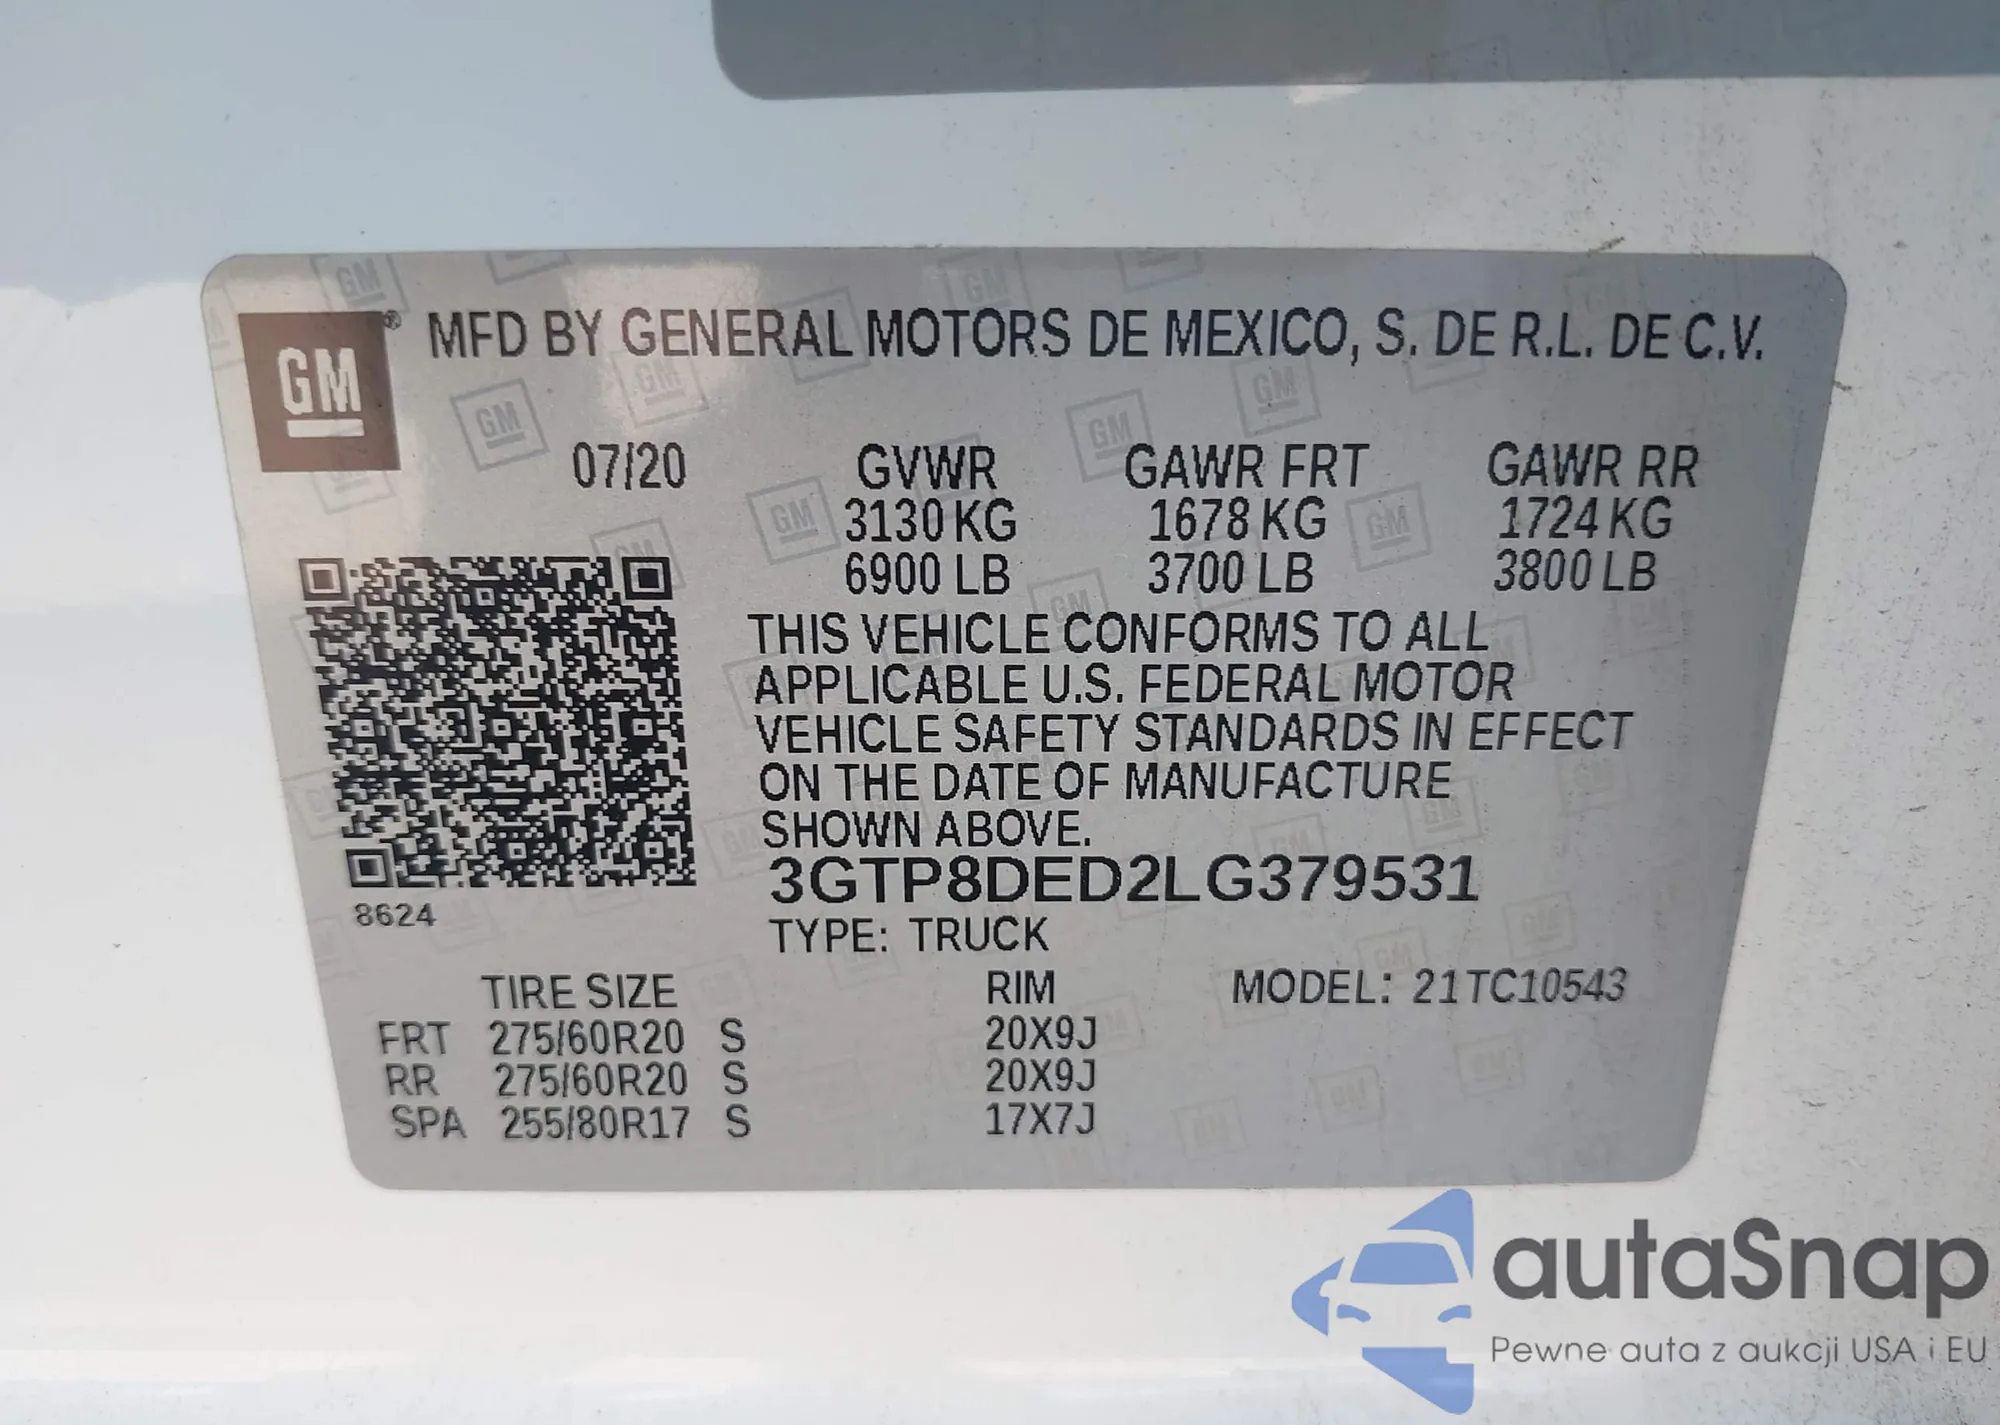 GM ® MFD BY GENERAL MOTORS DE MEXICO, S. DE R.L. DE C.V.
07/20 GVWR GAWR FRT GAWR RR
3130 KG 1678 KG 1724 KG
6900 LB 3700 LB 3800 LB
THIS VEHICLE CONFORMS TO ALL
APPLICABLE U.S. FEDERAL MOTOR
VEHICLE SAFETY STANDARDS IN EFFECT
ON THE DATE OF MANUFACTURE
SHOWN ABOVE.
3GTP8DED2LG379531
8624
TYPE: TRUCK
TIRE SIZE RIM MODEL: 21TC10543
FRT 275/60R20 S 20X9J
RR 275/60R20 S 20X9J
SPA 255/80R17 S 17X7J
autaSnap
Pewne auta z aukcji USA i EU